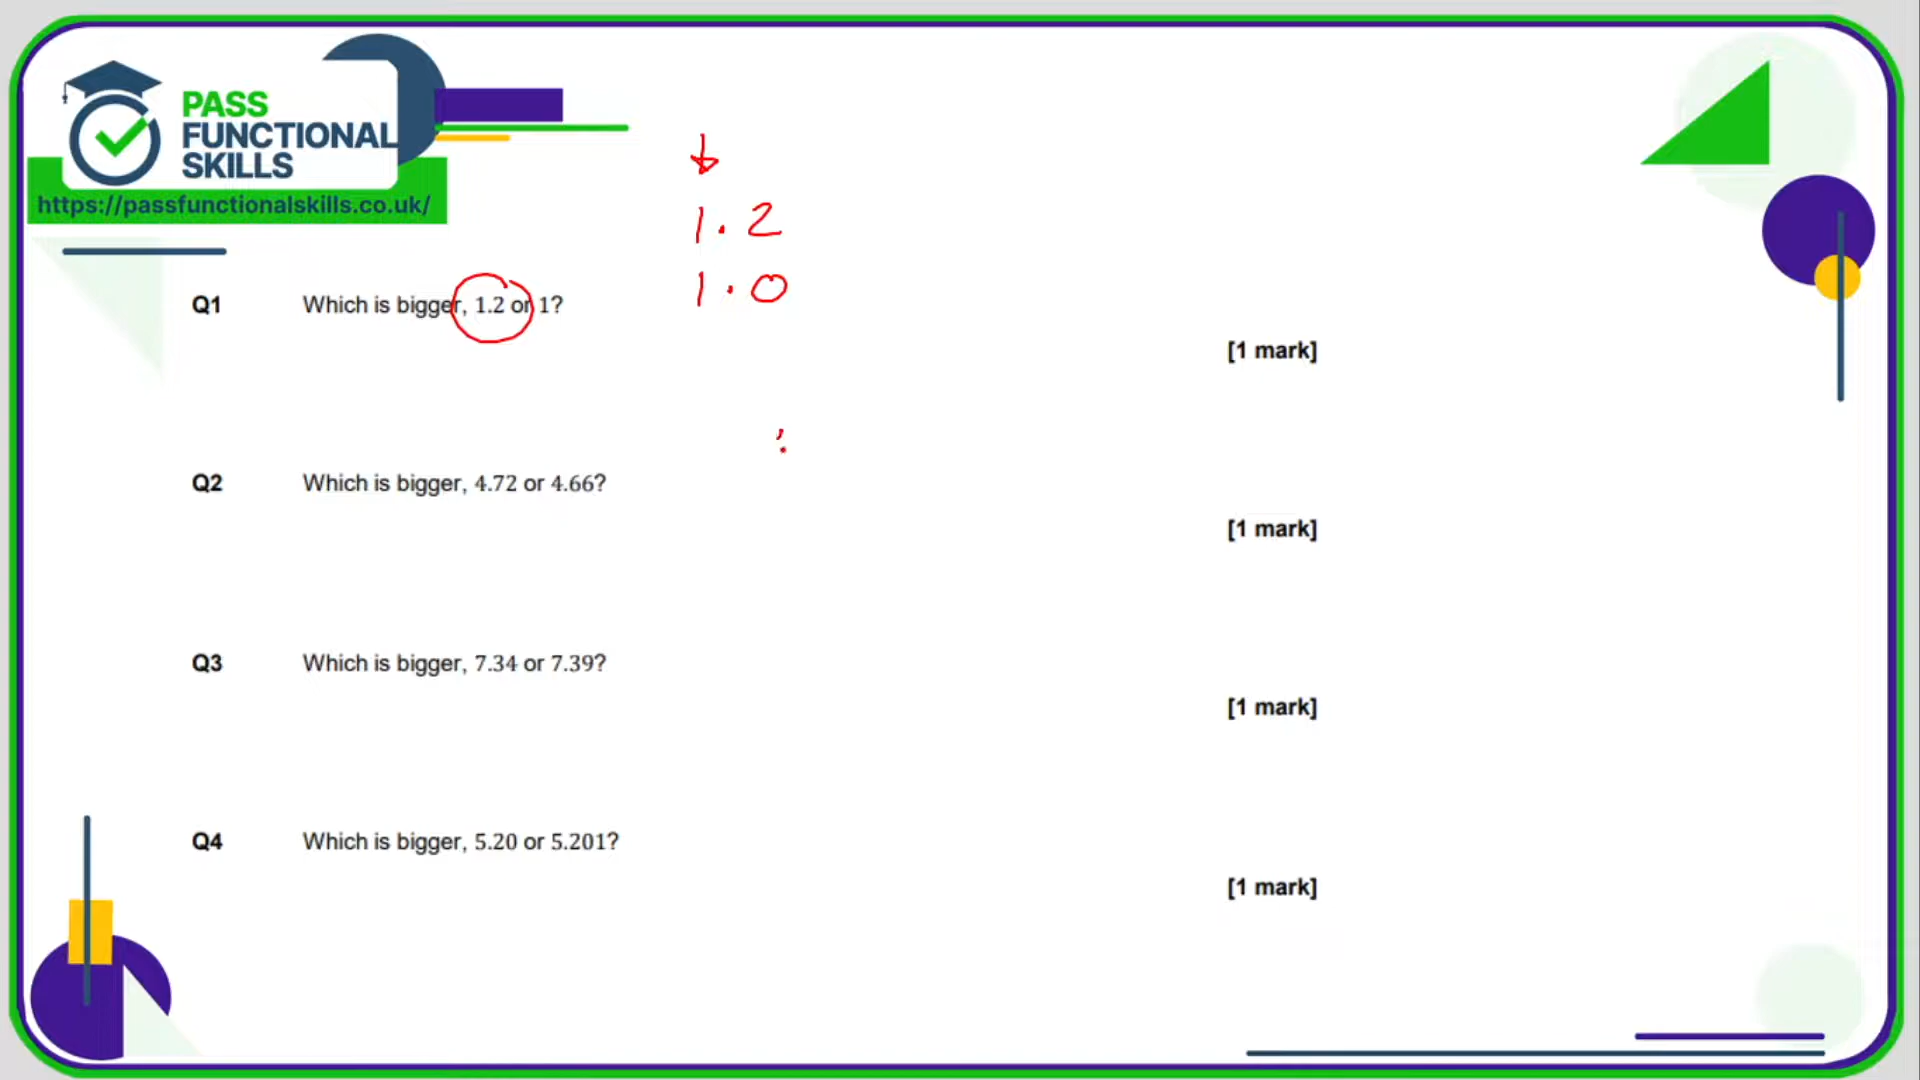 PASS
FUNCTIONAL
SKILLS
https://passfunctionalskills.co.uk/
1.2
1.0
Q1 Which is bigger, 1.2 or 1?
[1 mark]
Q2 Which is bigger, 4.72 or 4.66?
[1 mark]
Q3 Which is bigger, 7.34 or 7.39?
[1 mark]
Q4 Which is bigger, 5.20 or 5.201?
[1 mark]